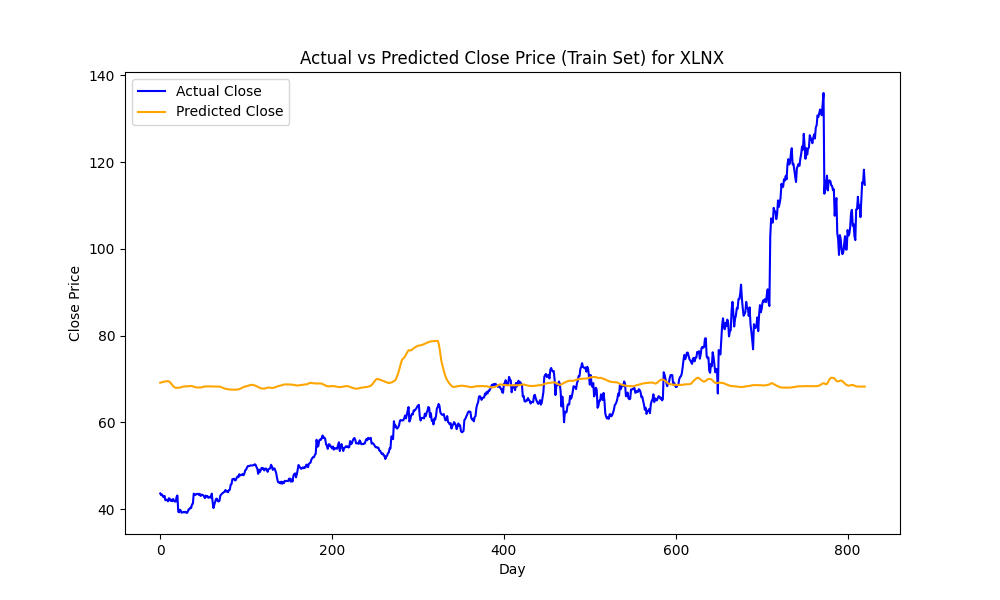 Actual vs Predicted Close Price (Train Set) for XLNX
Actual Close
Predicted Close
Close Price
140
120
100
80
60
40
0 200 400 600 800
Day